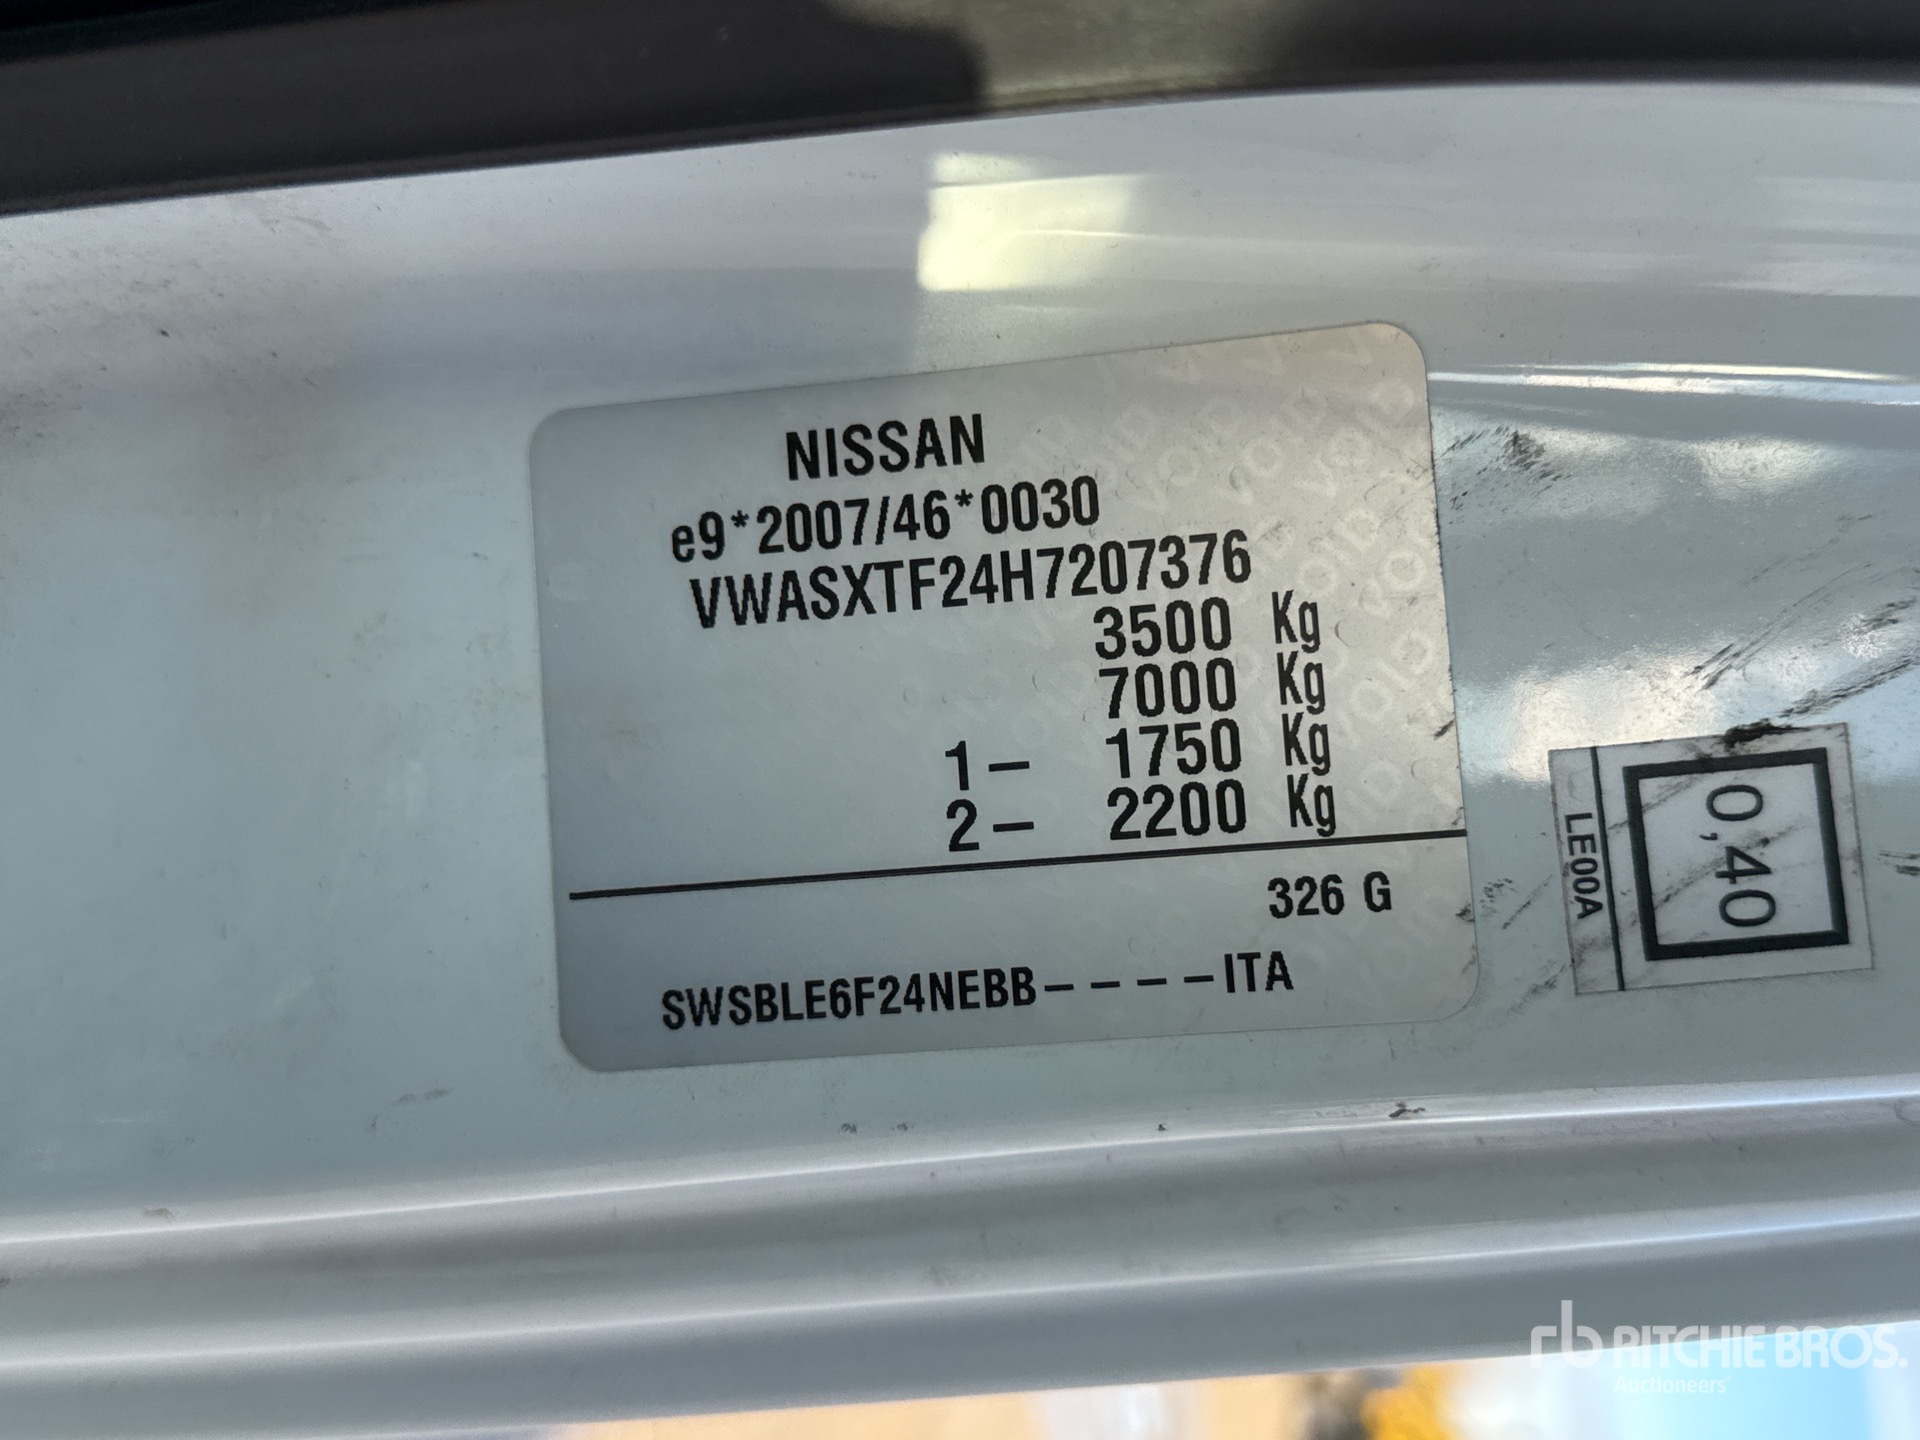 NISSAN
e9*2007/46*0030
VWASXTF24H7207376
3500 Kg
7000 Kg
1- 1750 Kg
2- 2200 Kg
326 G
SWSBLE6F24NEBB----ITA
0,40
LE00A
rb RITCHIE BROS.
Auctioneers